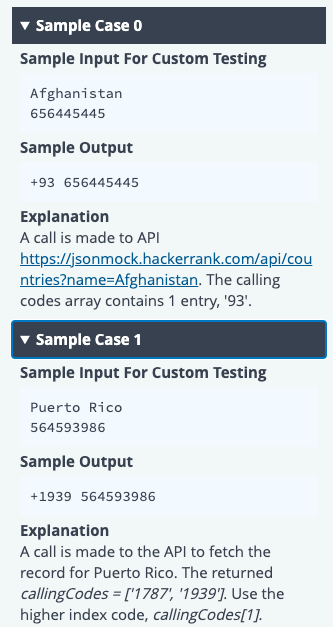 ▼ Sample Case 0
Sample Input For Custom Testing
Afghanistan
656445445
Sample Output
+93 656445445
Explanation
A call is made to API
https://jsonmock.hackerrank.com/api/cou
ntries?name=Afghanistan. The calling
codes array contains 1 entry, '93'.
▼ Sample Case 1
Sample Input For Custom Testing
Puerto Rico
564593986
Sample Output
+1939 564593986
Explanation
A call is made to the API to fetch the
record for Puerto Rico. The returned
callingCodes = ['1787', '1939']. Use the
higher index code, callingCodes[1].